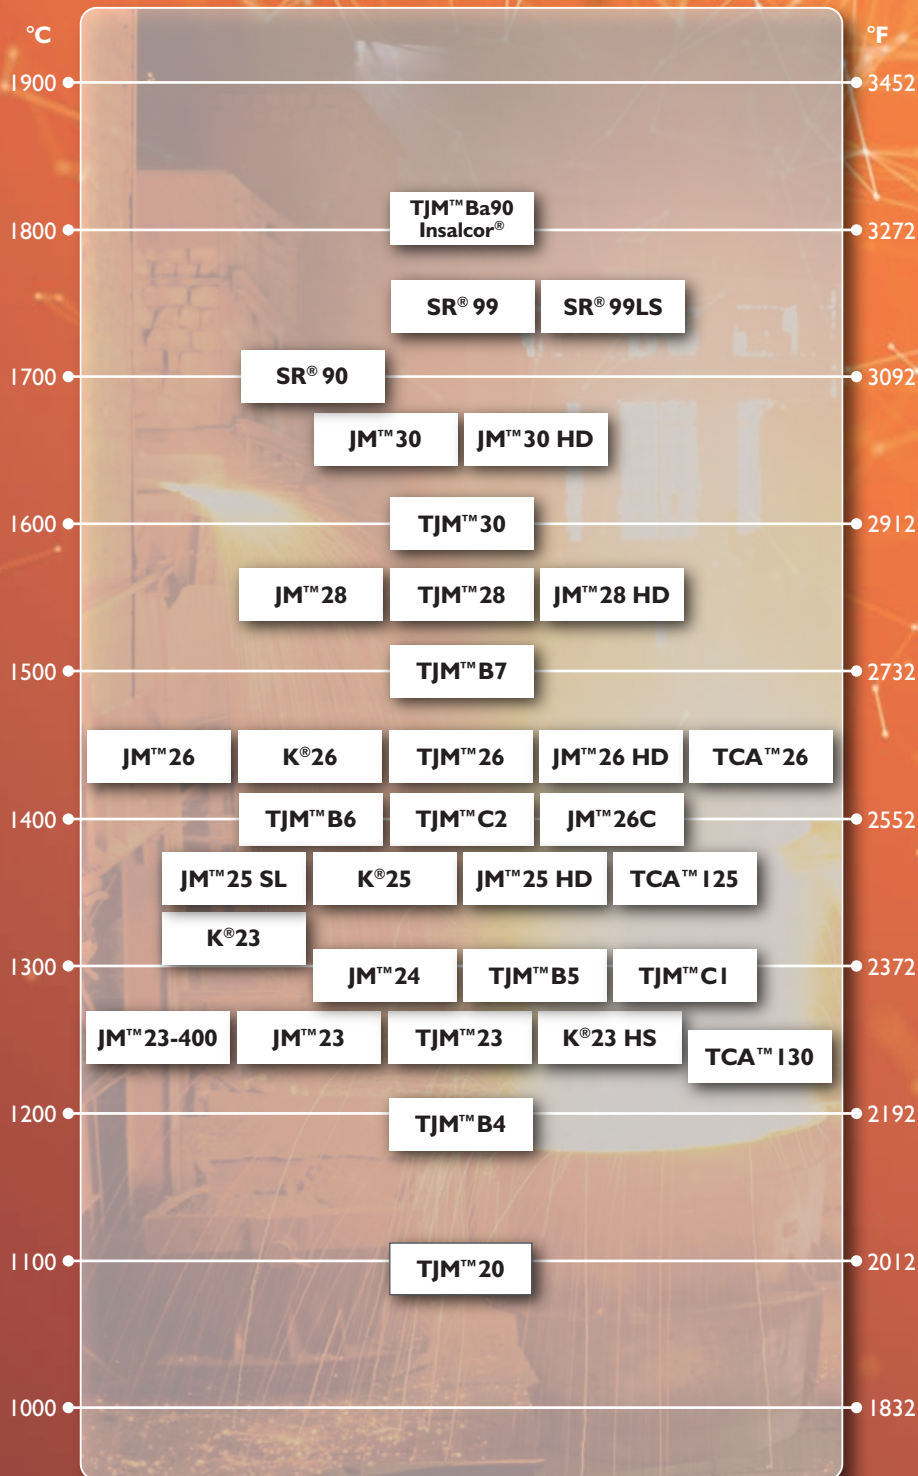 °C °F
1900 3452
TJM™Ba90
Insalcor®
1800 3272
SR® 99 SR® 99LS
1700 SR® 90 3092
JM™30 JM™30 HD
1600 TJM™30 2912
JM™28 TJM™28 JM™28 HD
1500 TJM™B7 2732
JM™26 K®26 TJM™26 JM™26 HD TCA™26
1400 TJM™B6 TJM™C2 JM™26C 2552
JM™25 SL K®25 JM™25 HD TCA™125
K®23
1300 JM™24 TJM™B5 TJM™C1 2372
JM™23-400 JM™23 TJM™23 K®23 HS TCA™130
1200 TJM™B4 2192
1100 TJM™20 2012
1000 1832